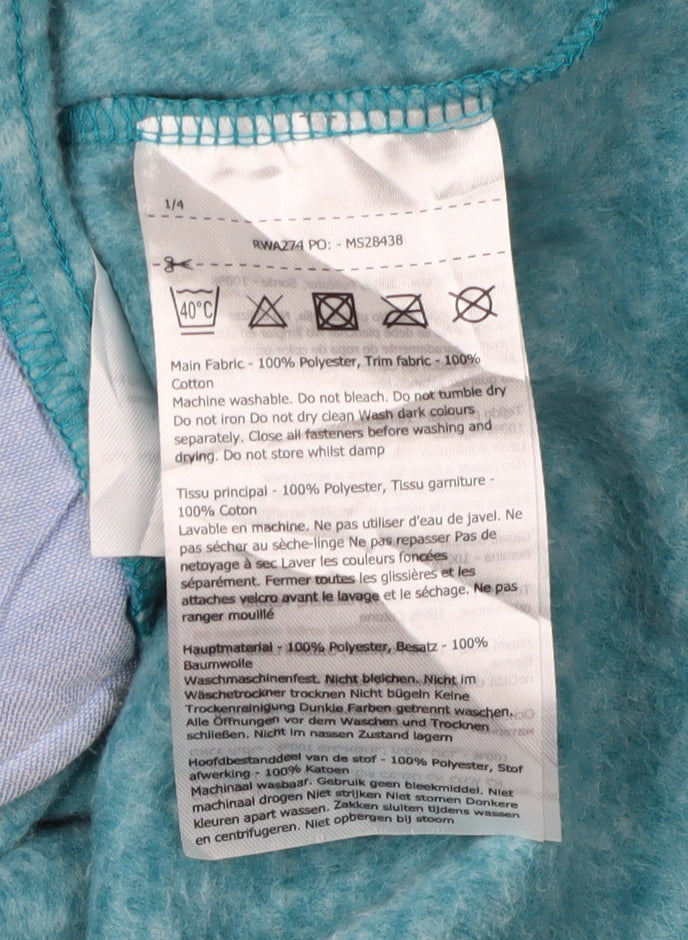 1/4
RWA274 PO: - MS28438
40°C
Main Fabric - 100% Polyester, Trim fabric - 100%
Cotton
Machine washable. Do not bleach. Do not tumble dry
Do not iron Do not dry clean Wash dark colours
separately. Close all fasteners before washing and
drying. Do not store whilst damp
Tissu principal - 100% Polyester, Tissu garniture -
100% Coton
Lavable en machine. Ne pas utiliser d'eau de javel. Ne
pas sécher au sèche-linge Ne pas repasser Pas de
netoyage à sec Laver les couleurs foncées
séparément. Fermer toutes les glissières et les
attaches velcro avant le lavage et le séchage. Ne pas
ranger mouillé
Hauptmaterial - 100% Polyester, Besatz - 100%
Baumwolle
Waschmaschinenfest. Nicht bleichen. Nicht im
Wäschetrockner trocknen Nicht bügeln Keine
Trockenreinigung Dunkle Farben getrennt waschen.
Alle Öffnungen vor dem Waschen und Trocknen
schließen. Nicht im nassen Zustand lagern
Hoofdbestanddeel van de stof - 100% Polyester, Stof
afwerking - 100% Katoen
Machinaal wasbaar. Gebruik geen bleekmiddel. Niet
machinaal drogen Niet strijken Niet stomen Donkere
kleuren apart wassen. Zakken sluiten tijdens wassen
en centrifugeren. Niet opbergen bij stoom